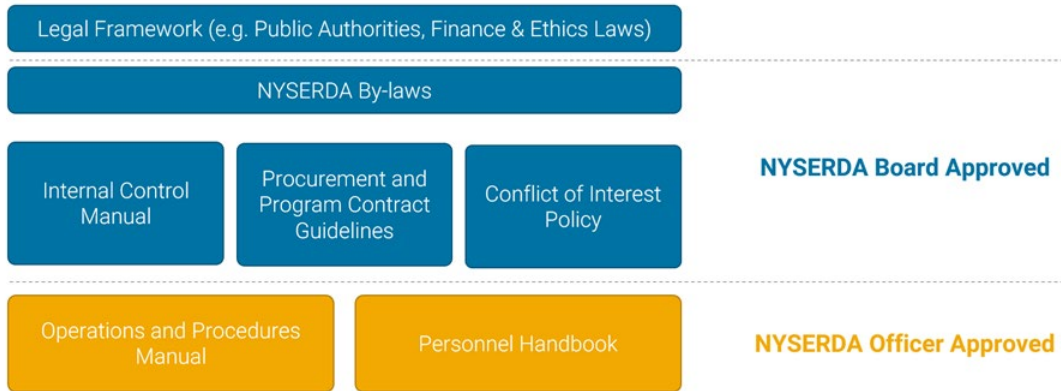 Legal Framework (e.g. Public Authorities, Finance & Ethics Laws)
NYSERDA By-laws
Internal Control
Manual
Procurement and
Program Contract
Guidelines
Conflict of Interest
Policy
NYSERDA Board Approved
Operations and Procedures
Manual
Personnel Handbook
NYSERDA Officer Approved